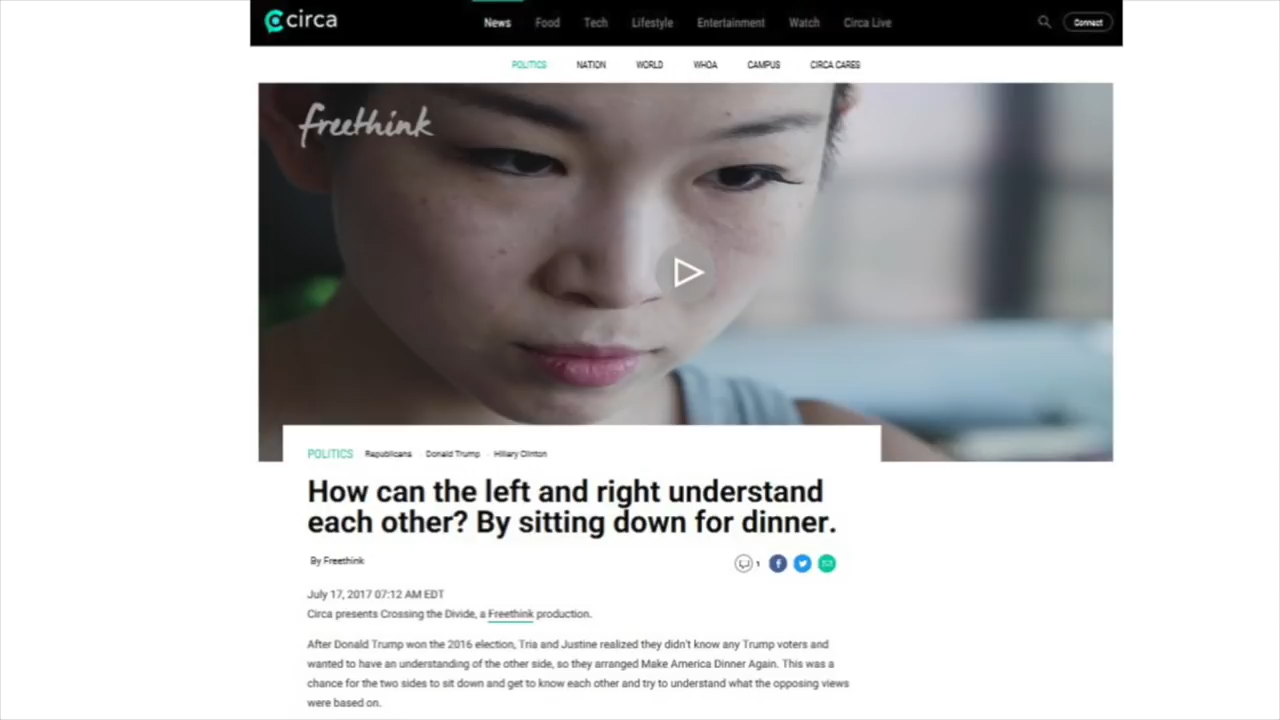 circa
News Food Tech Lifestyle Entertainment Watch Circa Live Connect
POLITICS NATION WORLD WHOA CAMPUS CIRCA CARES
freethink
POLITICS Republicans · Donald Trump · Hillary Clinton
How can the left and right understand
each other? By sitting down for dinner.
By Freethink
1
July 17, 2017 07:12 AM EDT
Circa presents Crossing the Divide, a Freethink production.
After Donald Trump won the 2016 election, Tria and Justine realized they didn't know any Trump voters and
wanted to have an understanding of the other side, so they arranged Make America Dinner Again. This was a
chance for the two sides to sit down and get to know each other and try to understand what the opposing views
were based on.